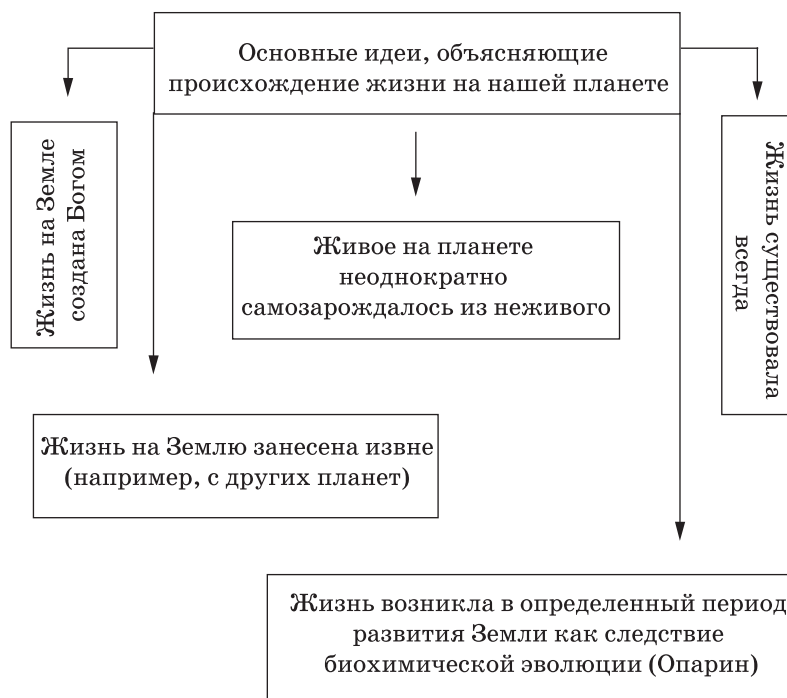 Основные идеи, объясняющие
происхождение жизни на нашей планете
Жизнь на Земле
создана Богом
Живое на планете
неоднократно
самозарождалось из неживого
Жизнь существовала
всегда
Жизнь на Землю занесена извне
(например, с других планет)
Жизнь возникла в определенный период
развития Земли как следствие
биохимической эволюции (Опарин)